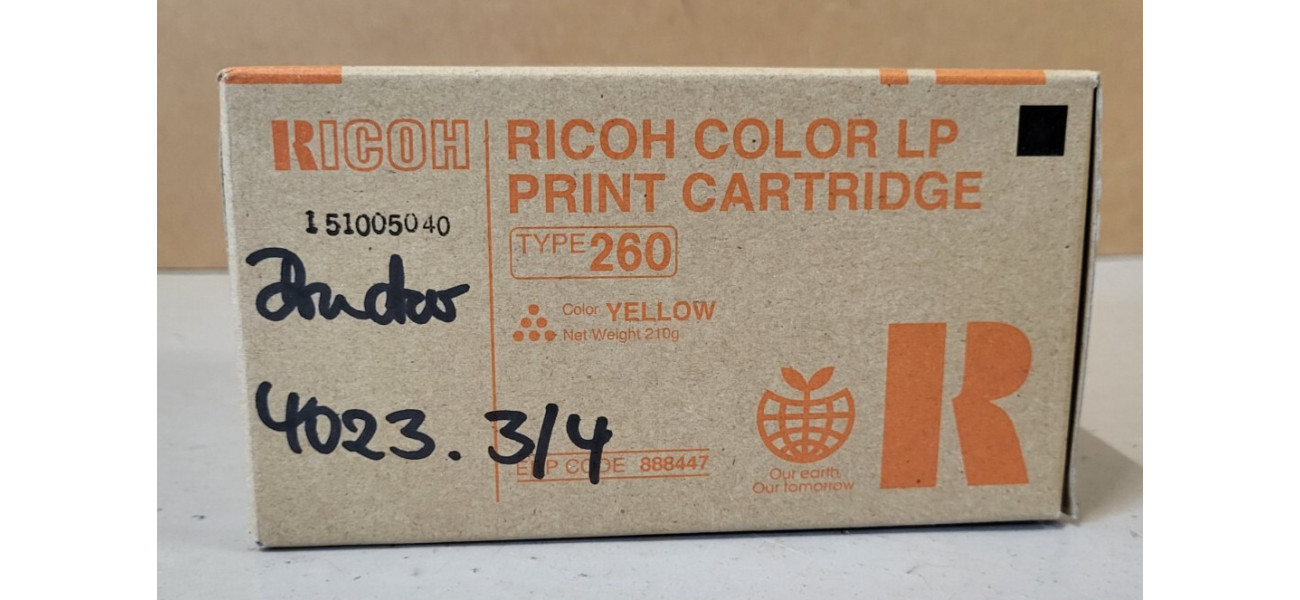 RICOH
151005040
4023. 3/4
RICOH COLOR LP
PRINT CARTRIDGE
TYPE 260
Color YELLOW
Net Weight 210g
EDP CODE 888447
Our earth,
Our tomorrow
R